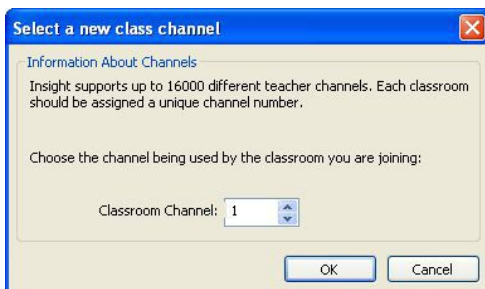 Select a new class channel
Information About Channels
Insight supports up to 16000 different teacher channels. Each classroom
should be assigned a unique channel number.
Choose the channel being used by the classroom you are joining:
Classroom Channel: 1
OK Cancel